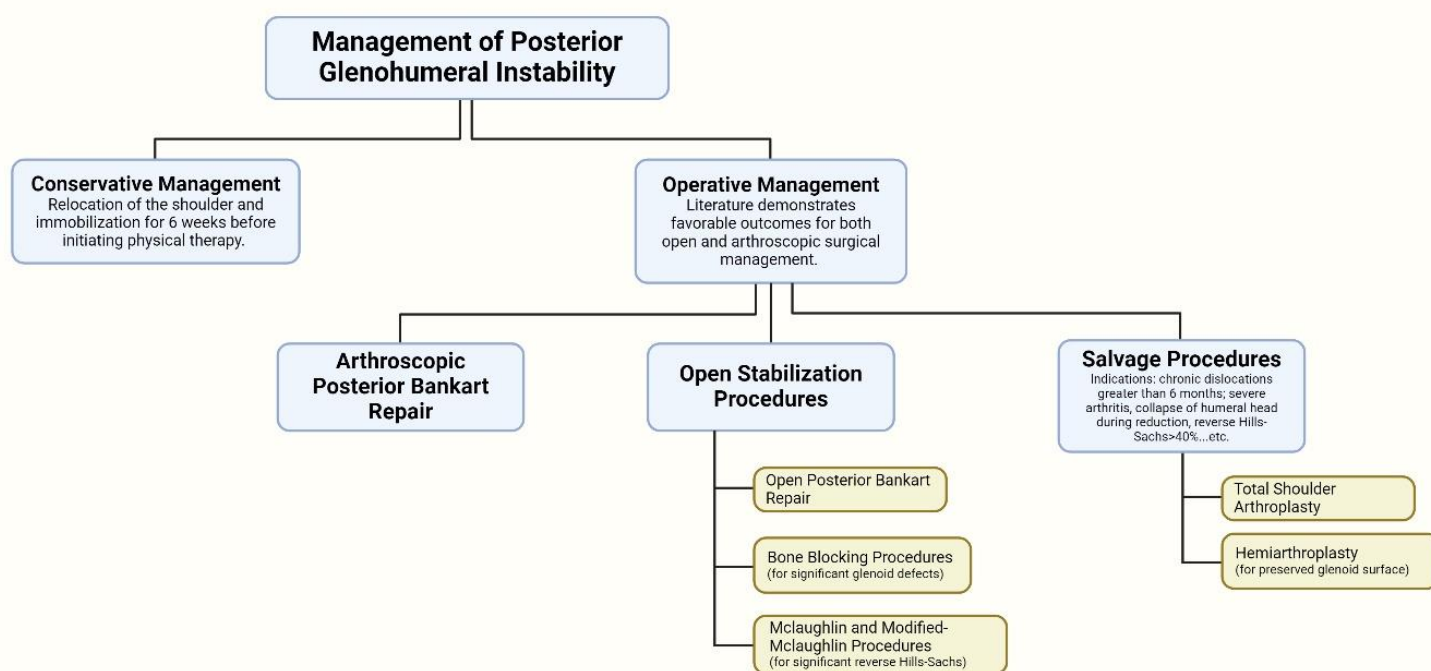 Management of Posterior
Glenohumeral Instability
Conservative Management
Relocation of the shoulder and
immobilization for 6 weeks before
initiating physical therapy.
Operative Management
Literature demonstrates
favorable outcomes for both
open and arthroscopic surgical
management.
Arthroscopic
Posterior Bankart
Repair
Open Stabilization
Procedures
Salvage Procedures
Indications: chronic dislocations
greater than 6 months; severe
arthritis, collapse of humeral head
during reduction, reverse Hills-
Sachs>40%...etc.
Open Posterior Bankart
Repair
Bone Blocking Procedures
(for significant glenoid defects)
Mclaughlin and Modified-
Mclaughlin Procedures
(for significant reverse Hills-Sachs)
Total Shoulder
Arthroplasty
Hemiarthroplasty
(for preserved glenoid surface)